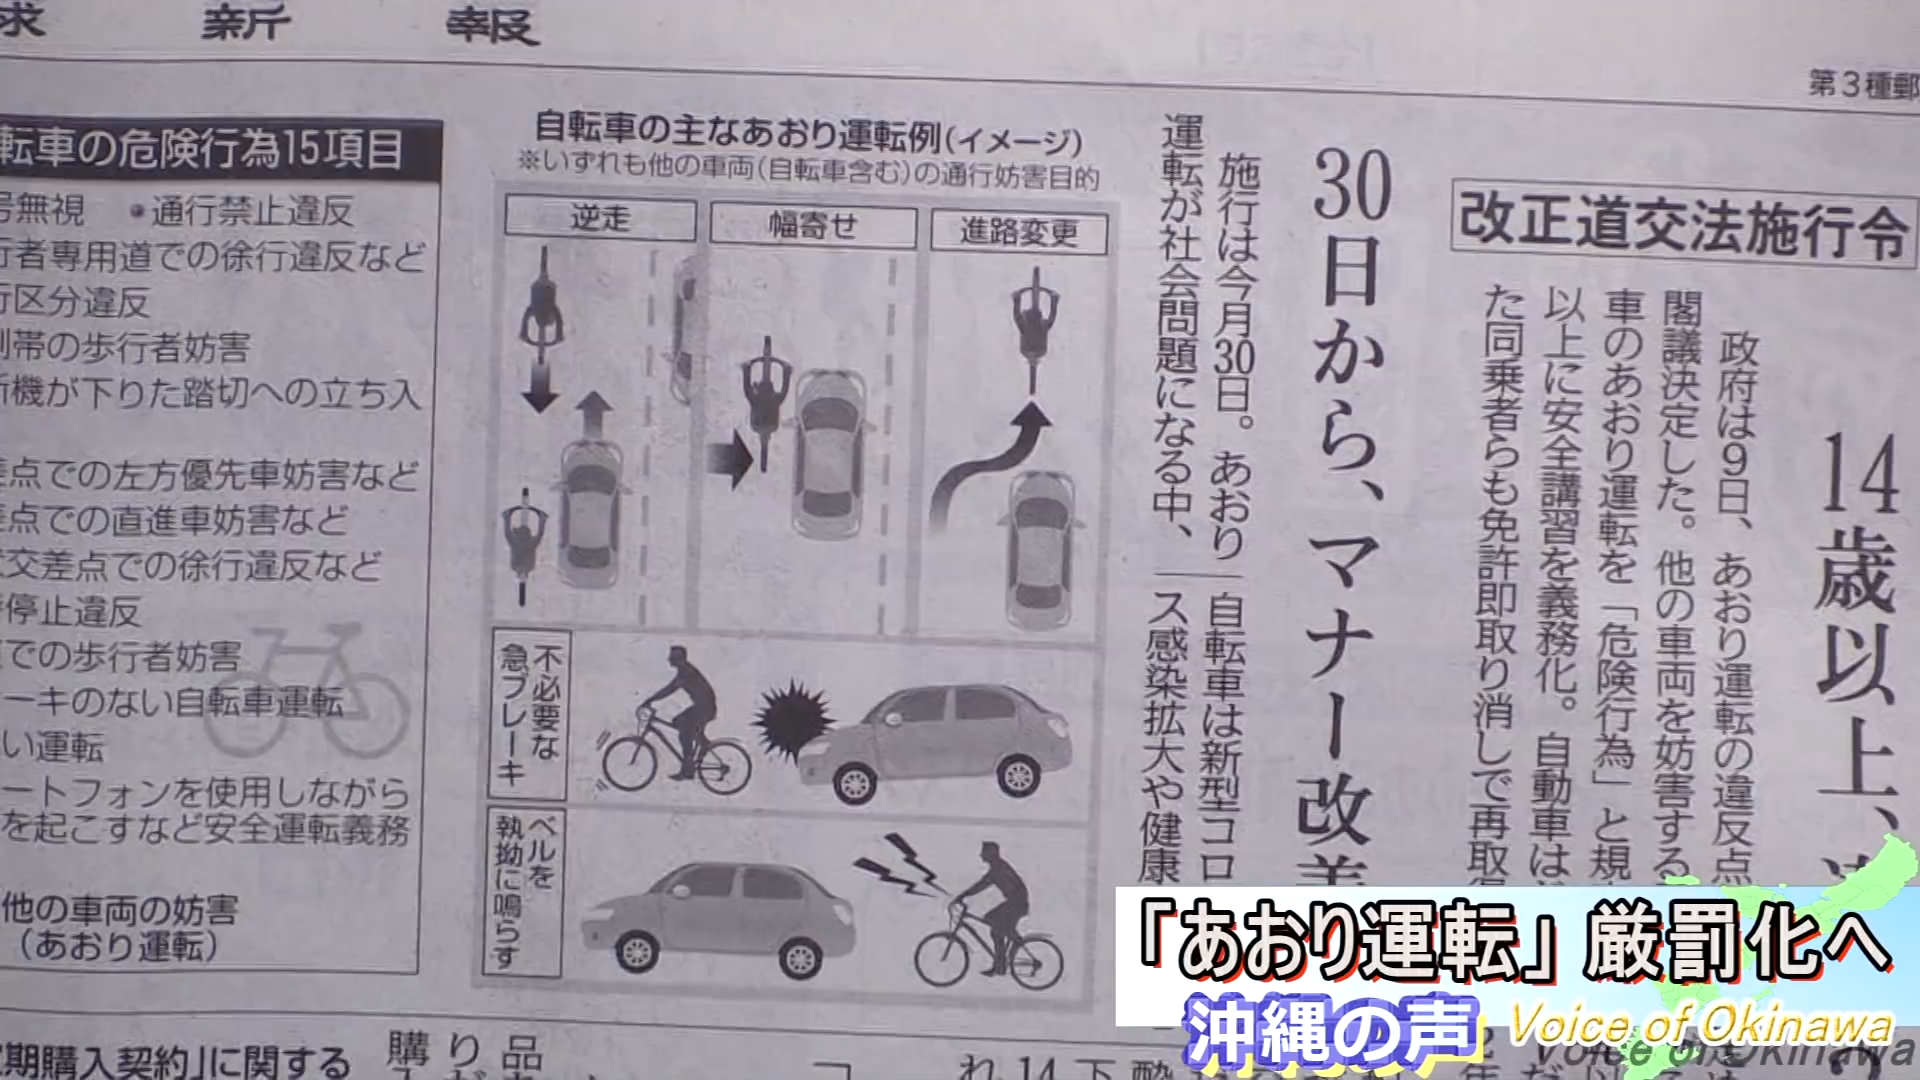 新報
第3種郵
改正道交法施行令
14歳以上、
30日から、マナー改善
政府は9日、あおり運転の違反点
閣議決定した。他の車両を妨害する
車のあおり運転を「危険行為」と規
以上に安全講習を義務化。自動車は
た同乗者らも免許即取り消しで再取得
施行は今月30日。あおり
運転が社会問題になる中、
自転車は新型コロ
ス感染拡大や健康
自転車の主なあおり運転例(イメージ)
※いずれも他の車両(自転車含む)の通行妨害目的
逆走
幅寄せ
進路変更
不必要な
急ブレーキ
ベルを
執拗に鳴らす
転車の危険行為15項目
号無視 ●通行禁止違反
行者専用道での徐行違反など
行区分違反
帯の歩行者妨害
機が下りた踏切への立ち入
差点での左方優先車妨害など
差点での直進車妨害など
交差点での徐行違反など
停止違反
での歩行者妨害
ーキのない自転車運転
い運転
ートフォンを使用しながら
を起こすなど安全運転義務
他の車両の妨害
(あおり運転)
期購入契約」に関する
購り品
「あおり運転」厳罰化へ
沖縄の声 Voice of Okinawa
Voice of Okinawa